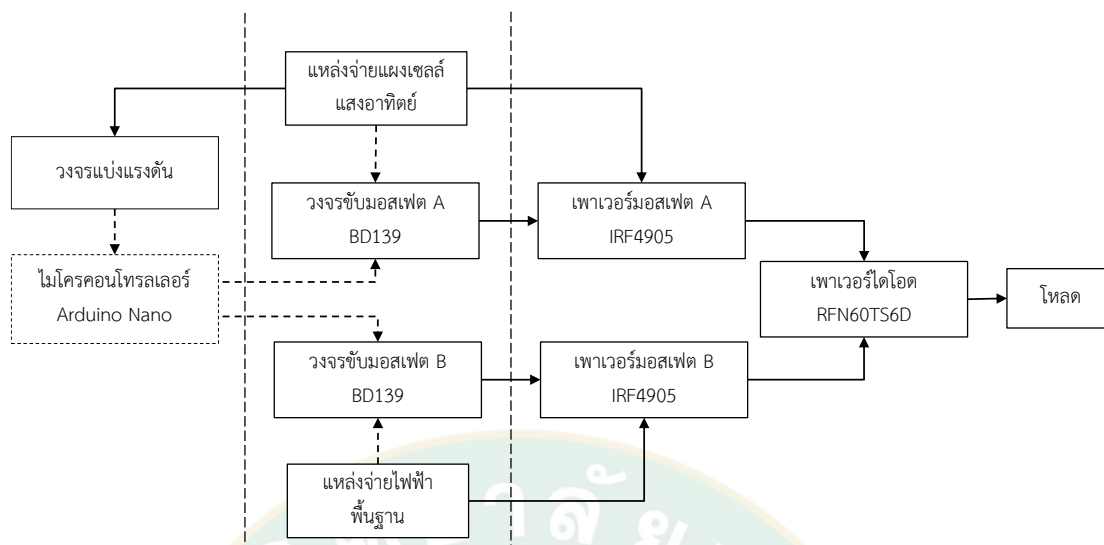 แหล่งจ่ายแผงเซลล์
แสงอาทิตย์
วงจรแบ่งแรงดัน
วงจรขับมอสเฟต A
BD139
เพาเวอร์มอสเฟต A
IRF4905
ไมโครคอนโทรลเลอร์
Arduino Nano
เพาเวอร์ไดโอด
RFN60TS6D
โหลด
วงจรขับมอสเฟต B
BD139
เพาเวอร์มอสเฟต B
IRF4905
แหล่งจ่ายไฟฟ้า
พื้นฐาน